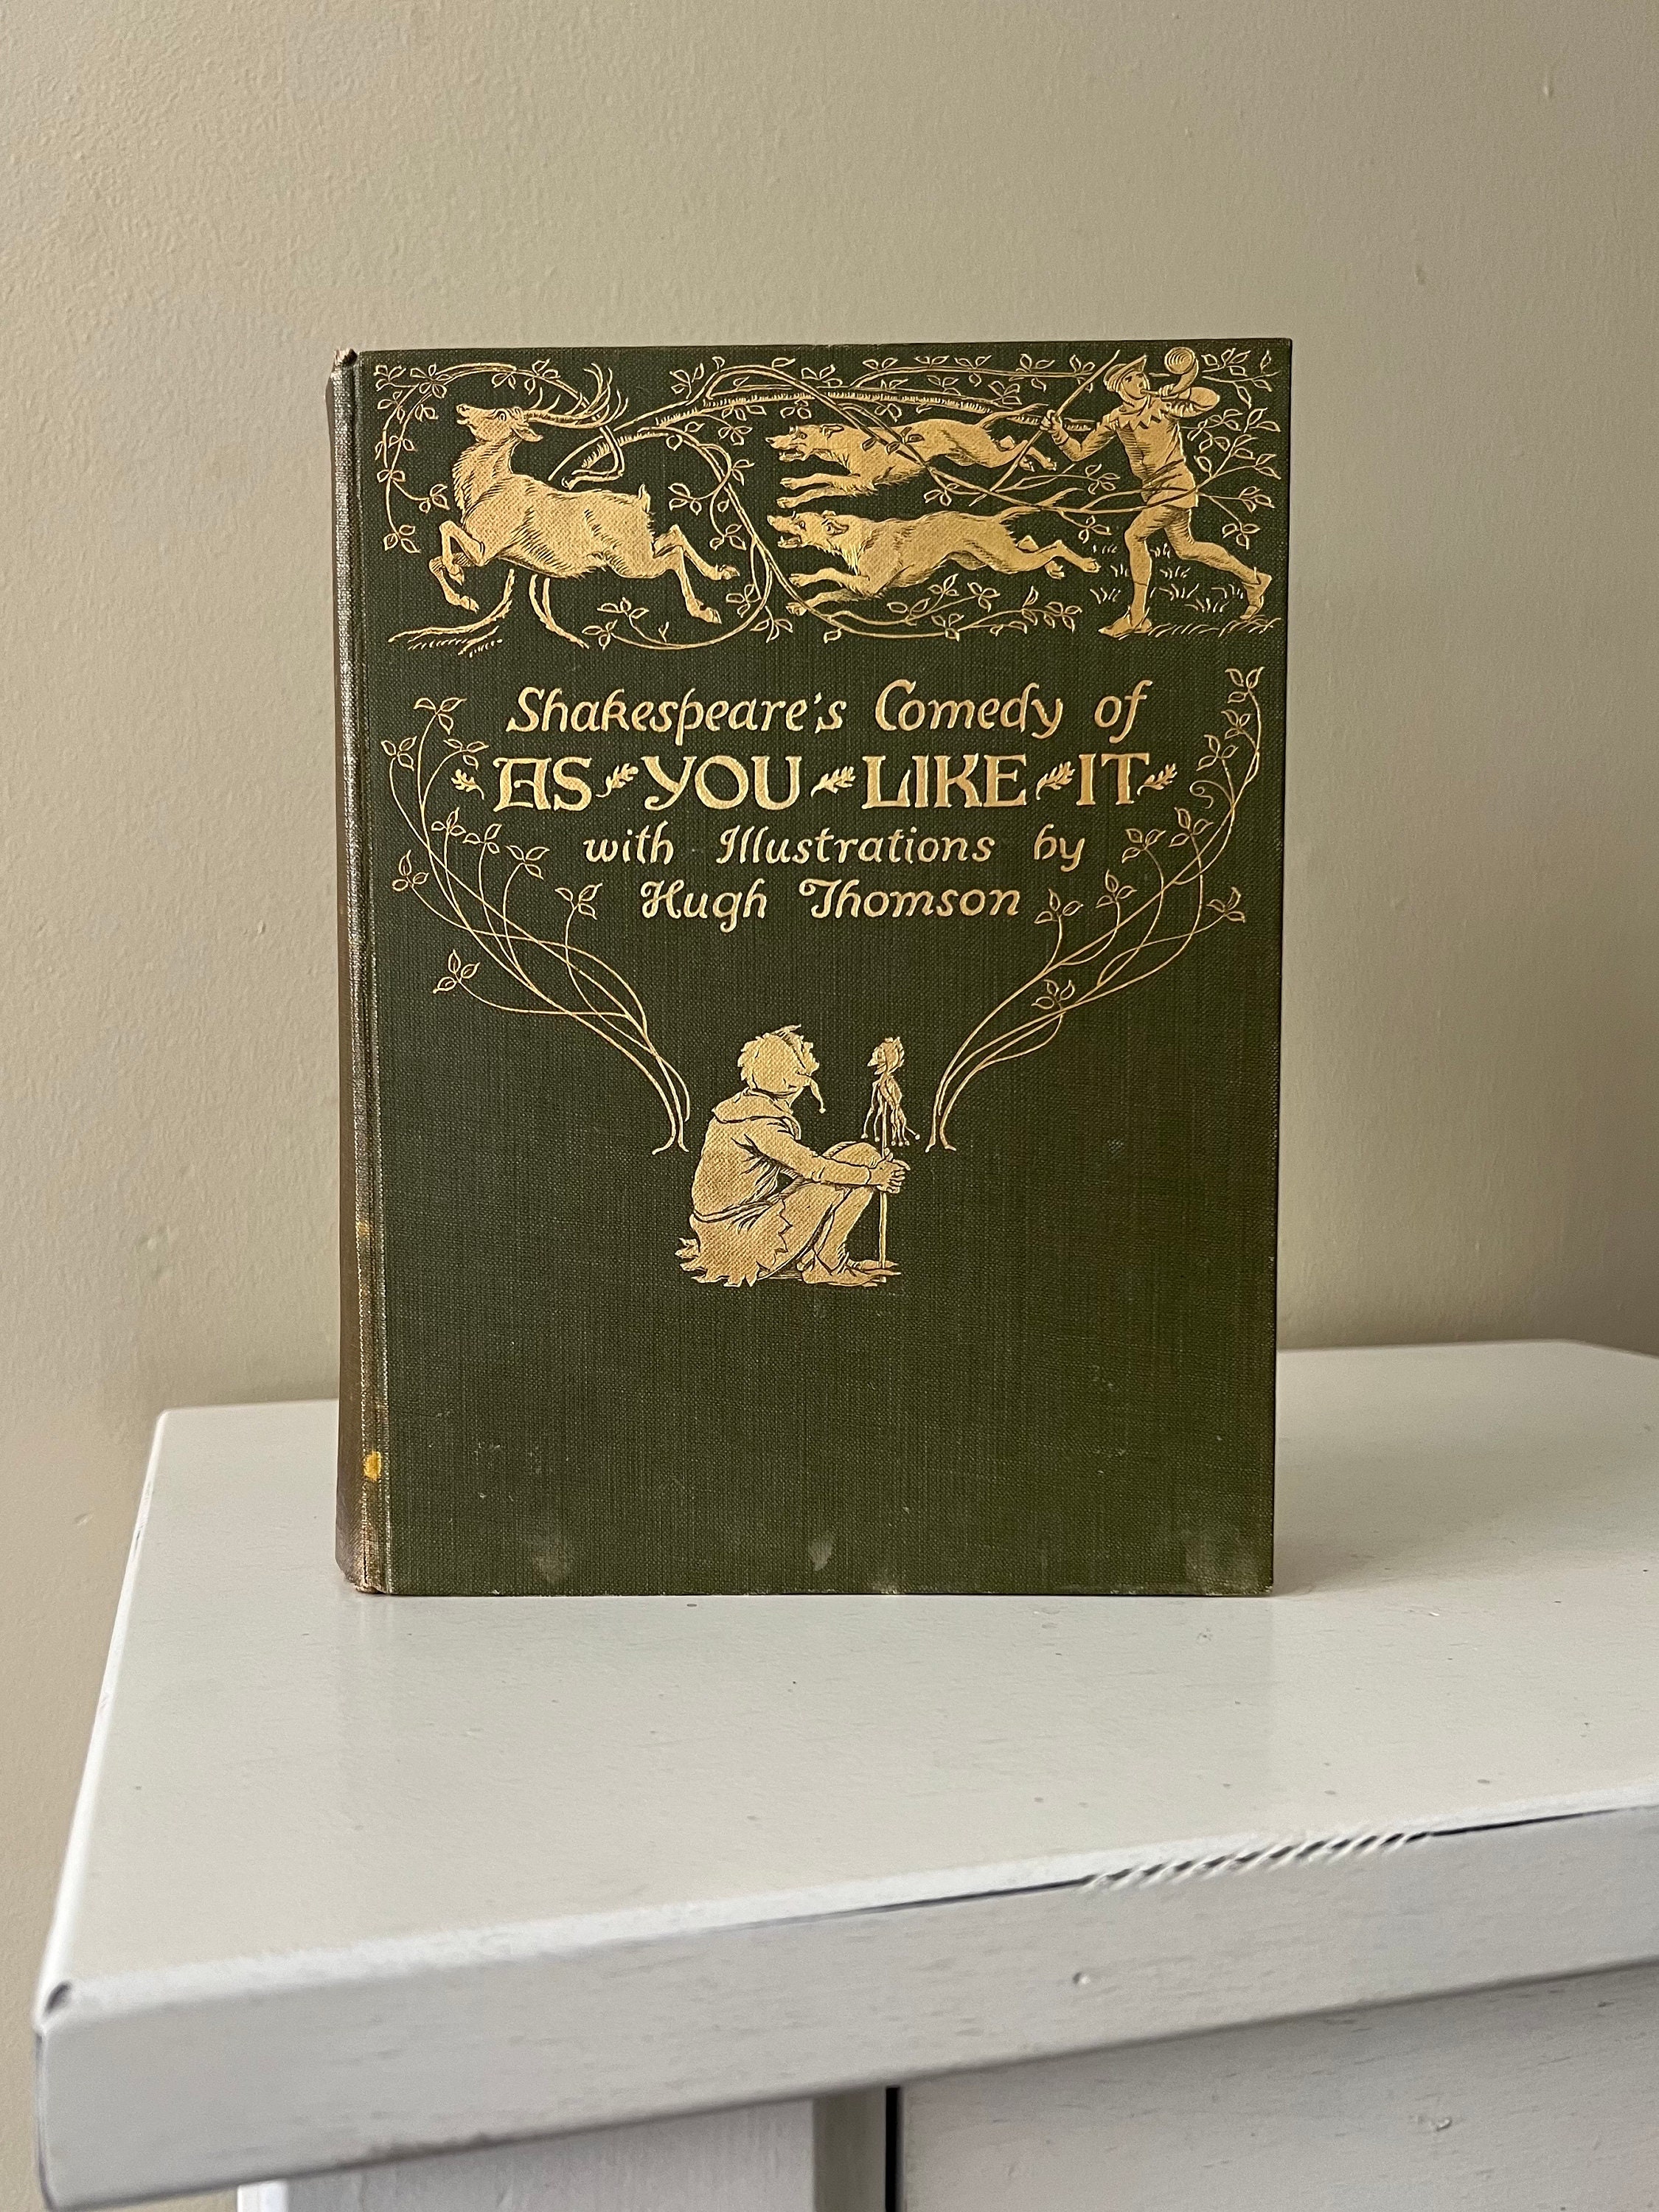 Shakespeare's Comedy of
AS YOU LIKE IT
with Illustrations by
Hugh Thomson